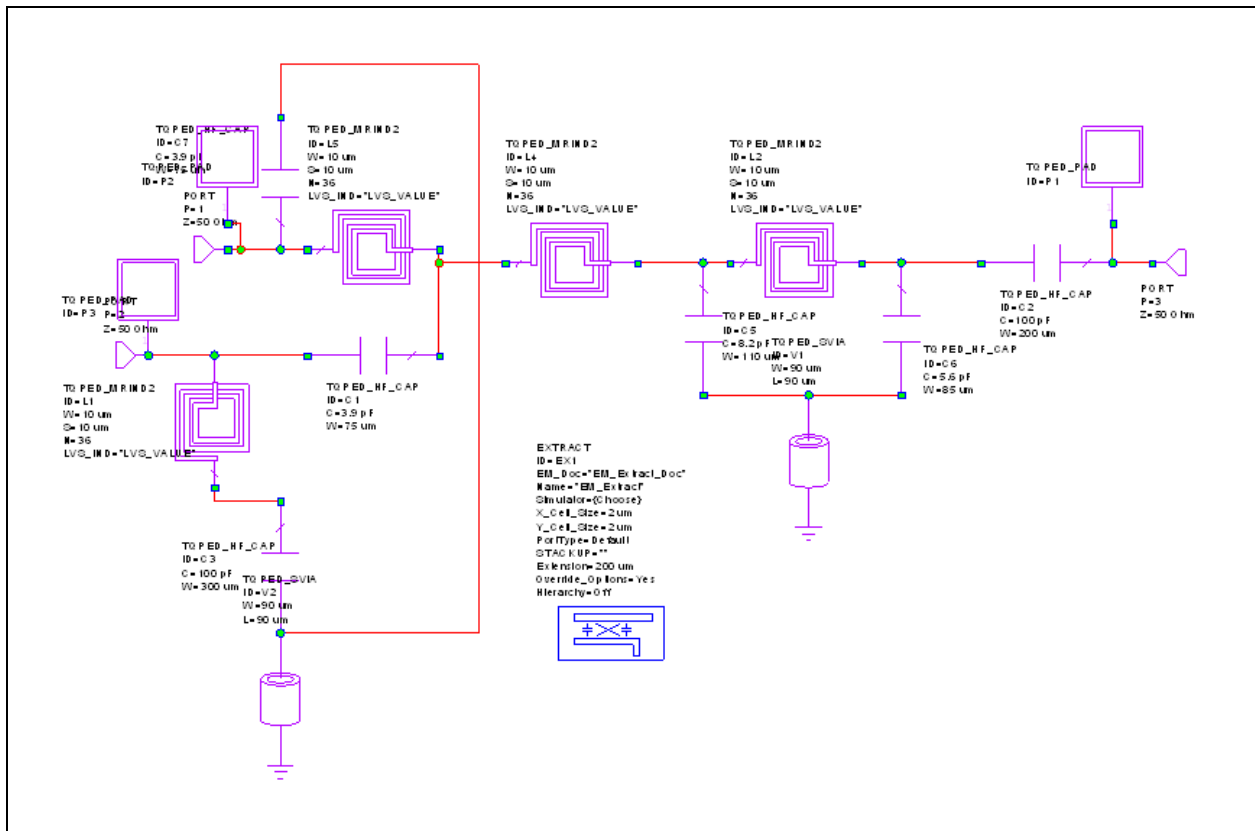 TQPED_HF_CAP
ID=C7
C=3.9 pF
W=75 um
TQPED_PAD
ID=P2
PORT
P=1
Z=50 Ohm
TQPED_MRIND2
ID=L5
W=10 um
S=10 um
N=36
LVS_IND="LVS_VALUE"
TQPED_MRIND2
ID=L4
W=10 um
S=10 um
N=36
LVS_IND="LVS_VALUE"
TQPED_MRIND2
ID=L2
W=10 um
S=10 um
N=36
LVS_IND="LVS_VALUE"
TQPED_PAD
ID=P1
TQPED_PAD
ID=P3
PORT
P=2
Z=50 Ohm
TQPED_HF_CAP
ID=C2
C=100 pF
W=200 um
PORT
P=3
Z=50 Ohm
TQPED_HF_CAP
ID=C5
C=8.2 pF
W=110 um
TQPED_SVIA
ID=V1
W=90 um
L=90 um
TQPED_HF_CAP
ID=C6
C=5.6 pF
W=85 um
TQPED_MRIND2
ID=L1
W=10 um
S=10 um
N=36
LVS_IND="LVS_VALUE"
TQPED_HF_CAP
ID=C1
C=3.9 pF
W=75 um
EXTRACT
ID=EX1
EM_Doc="EM_Extract_Doc"
Name="EM_Extract"
Simulator=(Choose)
X_Cell_Size=2 um
Y_Cell_Size=2 um
PortType=Default
STACKUP=""
Extension=200 um
Override_Options=Yes
Hierarchy=Off
TQPED_HF_CAP
ID=C3
C=100 pF
W=300 um
TQPED_SVIA
ID=V2
W=90 um
L=90 um